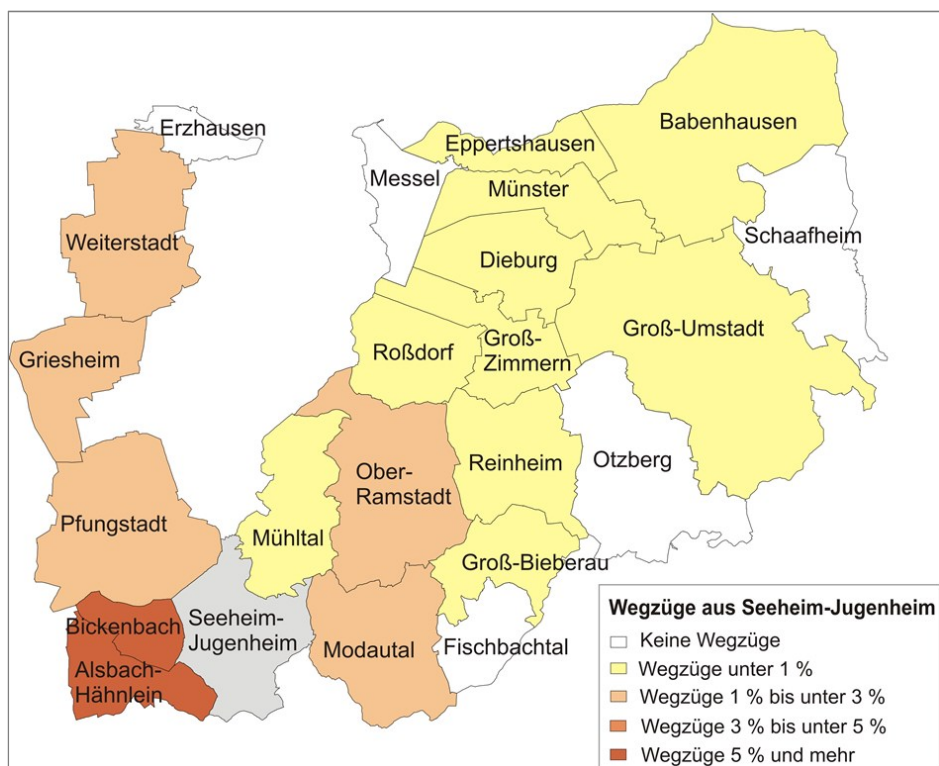 Erzhausen
Babenhausen
Eppertshausen
Messel
Münster
Weiterstadt
Schaafheim
Dieburg
Groß-Umstadt
Griesheim
Roßdorf
Groß-
Zimmern
Ober-
Ramstadt
Reinheim
Otzberg
Pfungstadt
Mühltal
Groß-Bieberau
Bickenbach
Seeheim-
Jugenheim
Modautal
Fischbachtal
Alsbach-
Hähnlein
Wegzüge aus Seeheim-Jugenheim
Keine Wegzüge
Wegzüge unter 1 %
Wegzüge 1 % bis unter 3 %
Wegzüge 3 % bis unter 5 %
Wegzüge 5 % und mehr